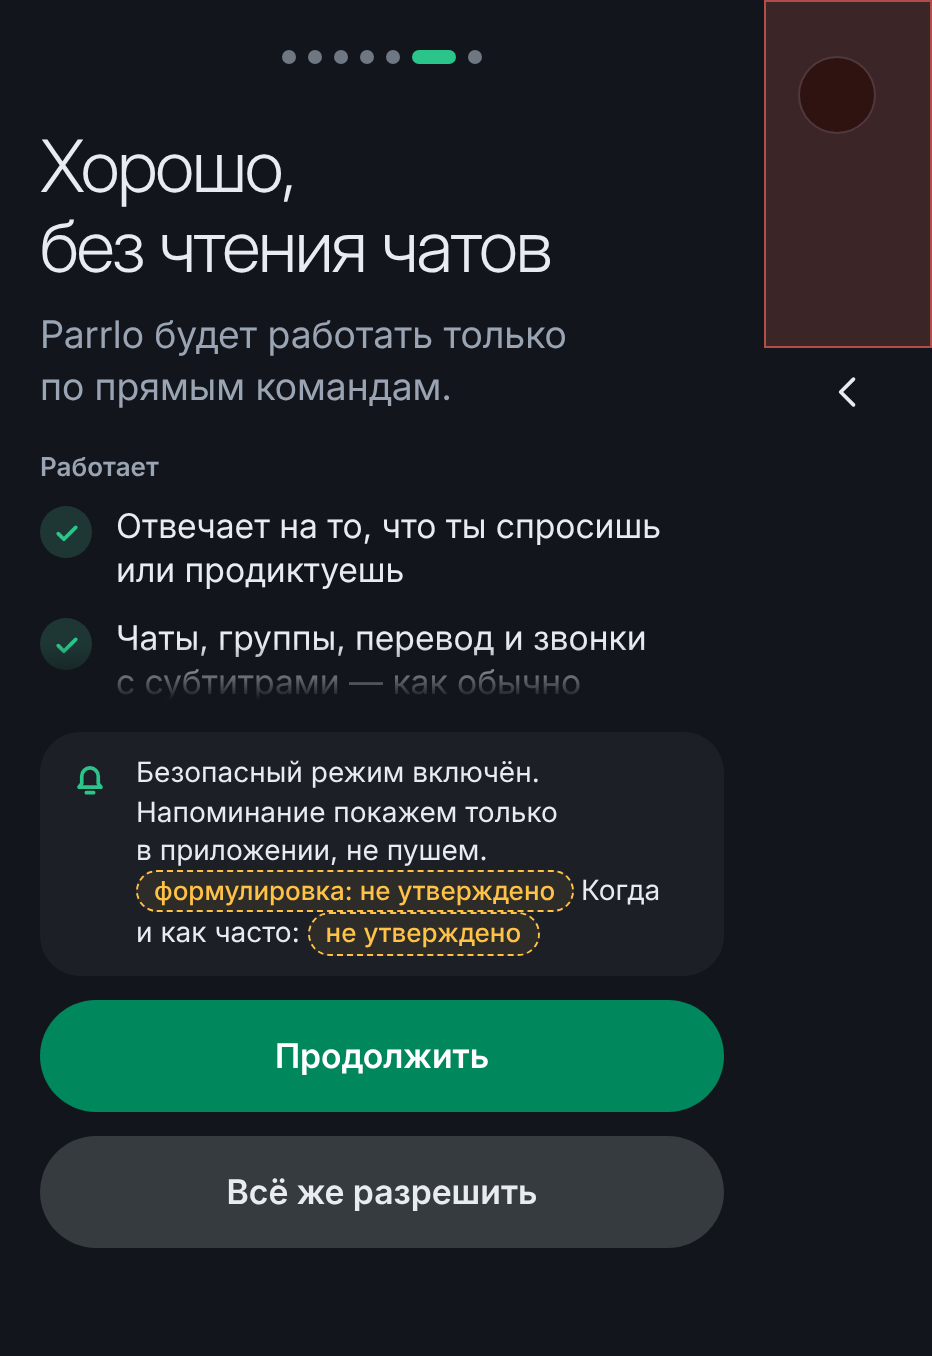 Хорошо,
без чтения чатов
Parrlo будет работать только
по прямым командам.
Работает
Отвечает на то, что ты спросишь
или продиктуешь
Чаты, группы, перевод и звонки
с субтитрами — как обычно
Безопасный режим включён.
Напоминание покажем только
в приложении, не пушем.
формулировка: не утверждено Когда
и как часто: не утверждено
Продолжить
Всё же разрешить